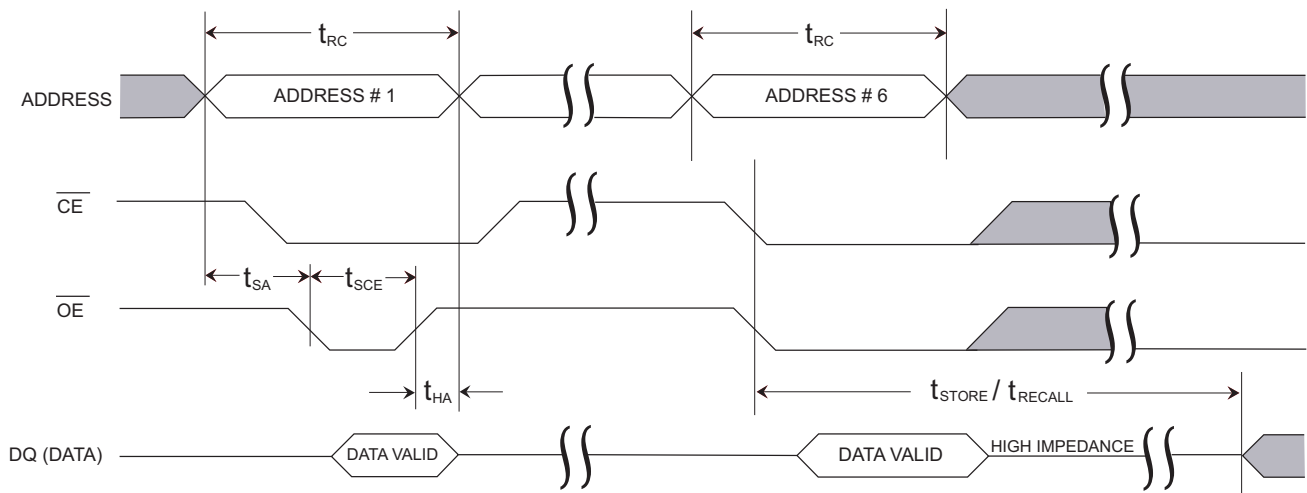 tRC tRC
ADDRESS ADDRESS # 1 ADDRESS # 6
CE
tSA tSCE
OE
tHA tSTORE / tRECALL
DQ (DATA) DATA VALID DATA VALID HIGH IMPEDANCE